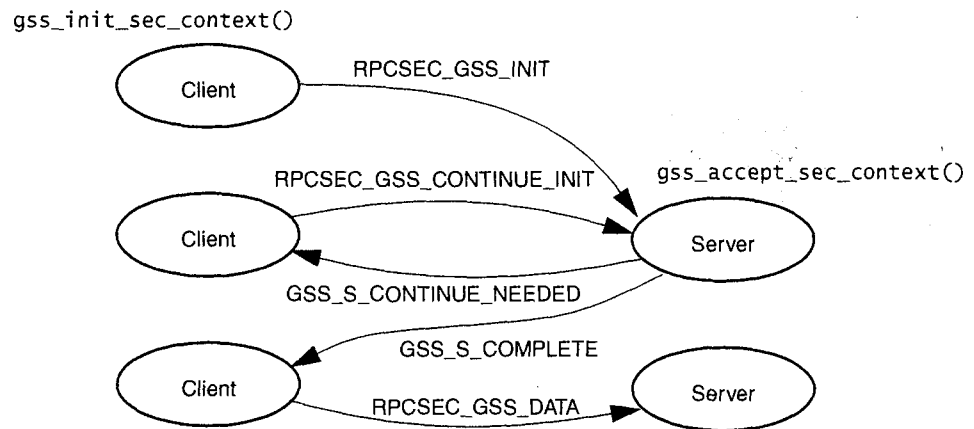 gss_init_sec_context()
RPCSEC_GSS_INIT
Client
RPCSEC_GSS_CONTINUE_INIT
gss_accept_sec_context()
Client
Server
GSS_S_CONTINUE_NEEDED
GSS_S_COMPLETE
Client
Server
RPCSEC_GSS_DATA